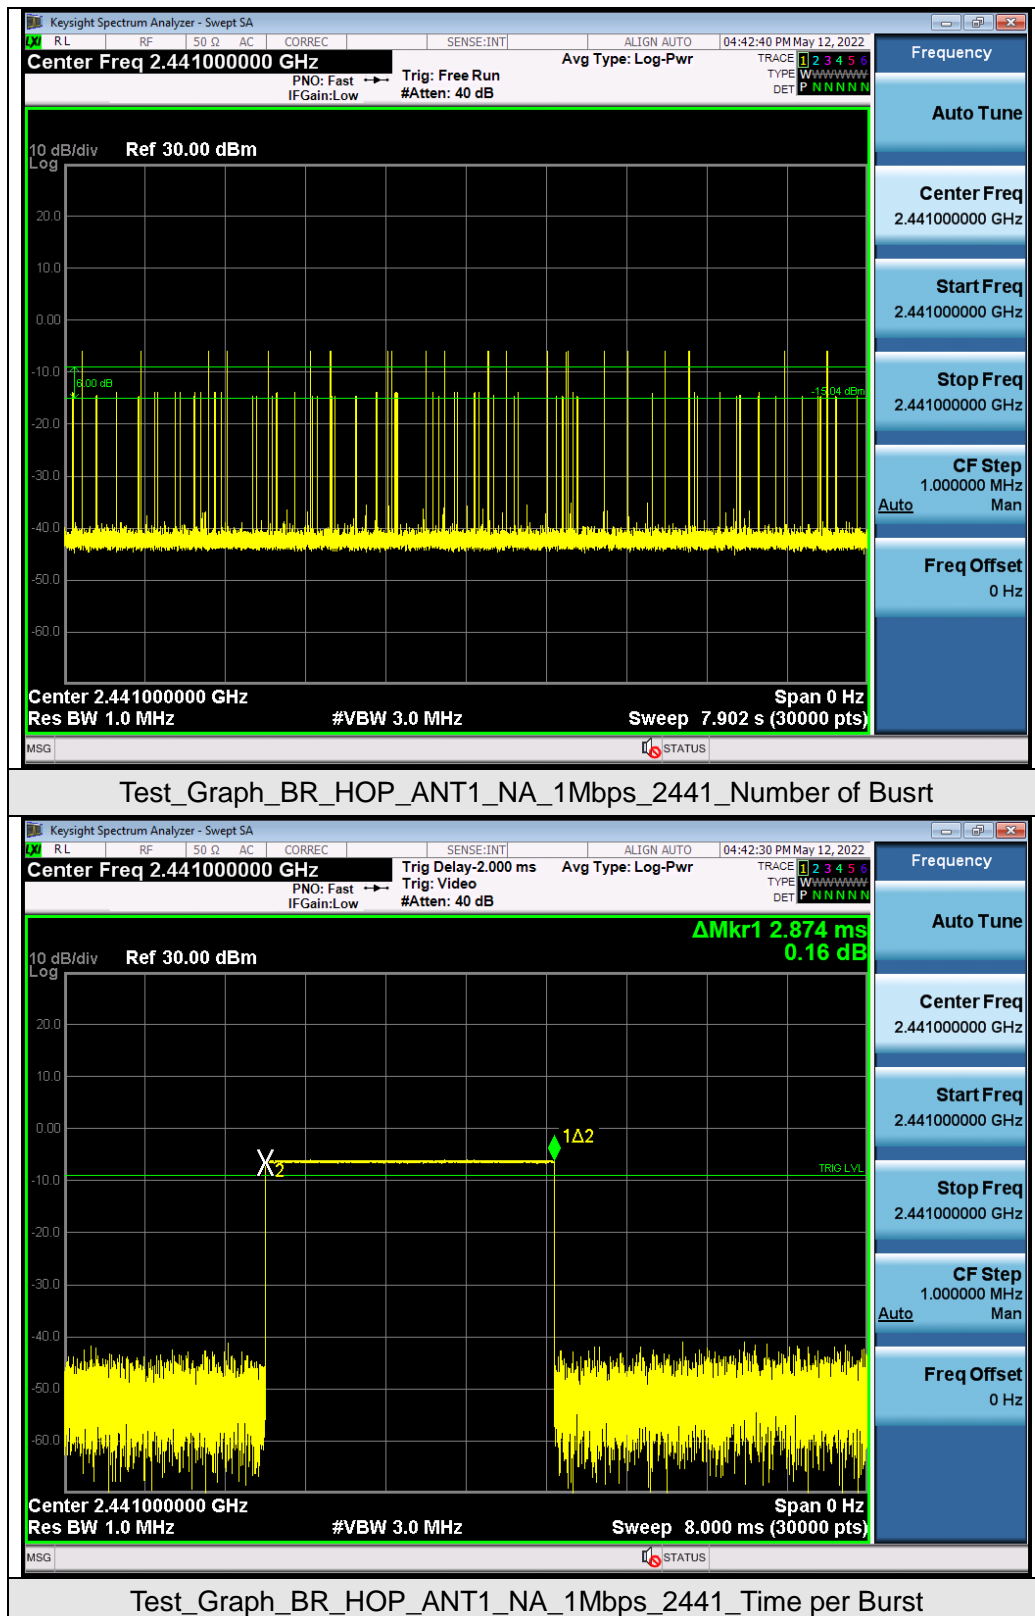 Keysight Spectrum Analyzer - Swept SA
LXI RL RF 50 Ω AC CORREC SENSE:INT ALIGN AUTO 04:42:40 PM May 12, 2022
Center Freq 2.441000000 GHz Avg Type: Log-Pwr TRACE 1 2 3 4 5 6
PNO: Fast Trig: Free Run TYPE WWWWWW
IFGain:Low #Atten: 40 dB DET P N N N N N
Frequency
Auto Tune
Center Freq
2.441000000 GHz
Start Freq
2.441000000 GHz
Stop Freq
2.441000000 GHz
CF Step
1.000000 MHz
Auto Man
Freq Offset
0 Hz
10 dB/div Ref 30.00 dBm
Log
20.0
10.0
0.00
-10.0
6.00 dB
-15.04 dBm
-20.0
-30.0
-40.0
-50.0
-60.0
Center 2.441000000 GHz Span 0 Hz
Res BW 1.0 MHz #VBW 3.0 MHz Sweep 7.902 s (30000 pts)
MSG STATUS
Test_Graph_BR_HOP_ANT1_NA_1Mbps_2441_Number of Busrt
Keysight Spectrum Analyzer - Swept SA
LXI RL RF 50 Ω AC CORREC SENSE:INT ALIGN AUTO 04:42:30 PM May 12, 2022
Center Freq 2.441000000 GHz Trig Delay-2.000 ms Avg Type: Log-Pwr TRACE 1 2 3 4 5 6
PNO: Fast Trig: Video TYPE WWWWWW
IFGain:Low #Atten: 40 dB DET P N N N N N
Frequency
Auto Tune
Center Freq
2.441000000 GHz
Start Freq
2.441000000 GHz
Stop Freq
2.441000000 GHz
CF Step
1.000000 MHz
Auto Man
Freq Offset
0 Hz
ΔMkr1 2.874 ms
10 dB/div Ref 30.00 dBm 0.16 dB
Log
20.0
10.0
0.00
1Δ2
2
TRIG LVL
-10.0
-20.0
-30.0
-40.0
-50.0
-60.0
Center 2.441000000 GHz Span 0 Hz
Res BW 1.0 MHz #VBW 3.0 MHz Sweep 8.000 ms (30000 pts)
MSG STATUS
Test_Graph_BR_HOP_ANT1_NA_1Mbps_2441_Time per Burst